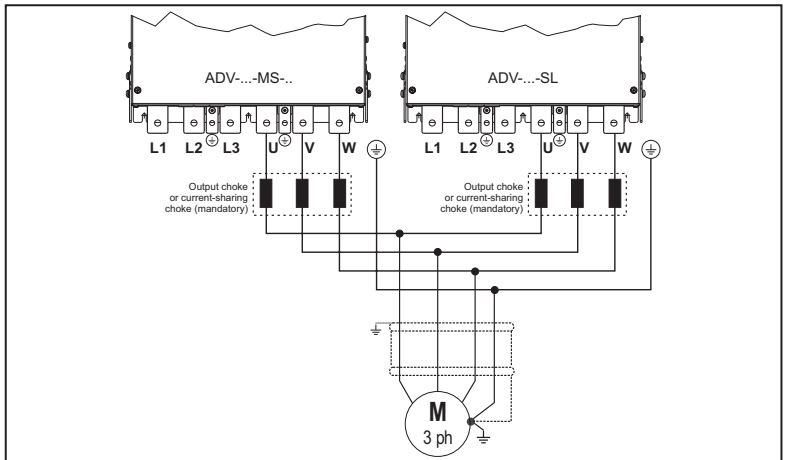 ADV-...-MS-..
ADV-...-SL
L1 L2 L3 U V W
L1 L2 L3 U V W
Output choke
or current-sharing
choke (mandatory)
Output choke
or current-sharing
choke (mandatory)
M
3 ph